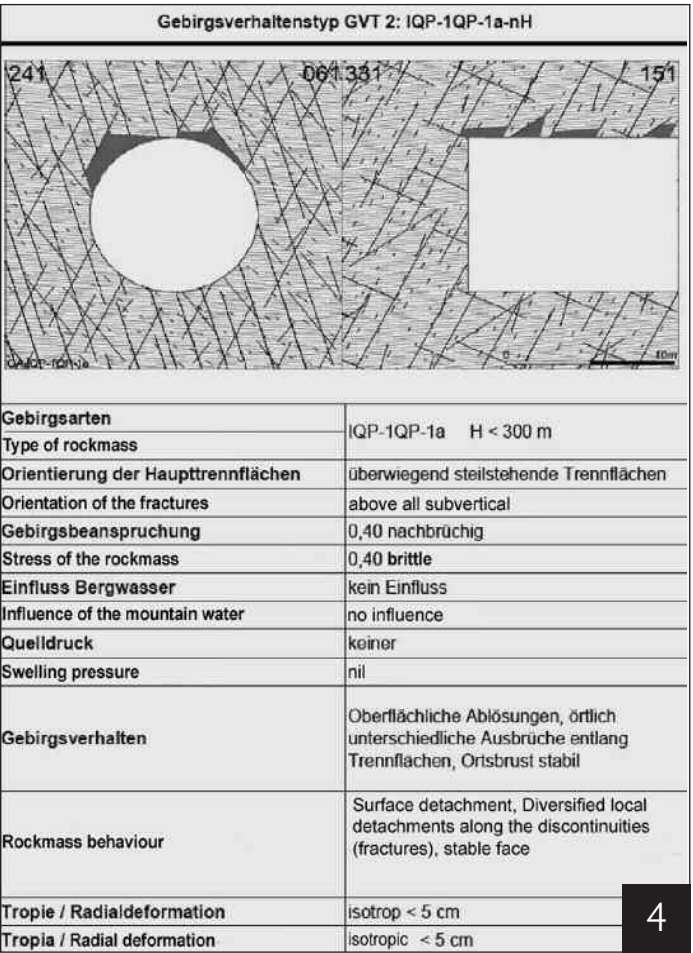 Gebirgsverhaltenstyp GVT 2: IQP-1QP-1a-nH
241 061 331 151
0 10m
Gebirgsarten
Type of rockmass
IQP-1QP-1a H < 300 m
Orientierung der Haupttrennflächen überwiegend steilstehende Trennflächen
Orientation of the fractures above all subvertical
Gebirgsbeanspruchung 0,40 nachbrüchig
Stress of the rockmass 0,40 brittle
Einfluss Bergwasser kein Einfluss
Influence of the mountain water no influence
Quelldruck keiner
Swelling pressure nil
Gebirgsverhalten
Oberflächliche Ablösungen, örtlich
unterschiedliche Ausbrüche entlang
Trennflächen, Ortsbrust stabil
Rockmass behaviour
Surface detachment, Diversified local
detachments along the discontinuities
(fractures), stable face
Tropie / Radialdeformation isotrop < 5 cm
Tropia / Radial deformation isotropic < 5 cm
4